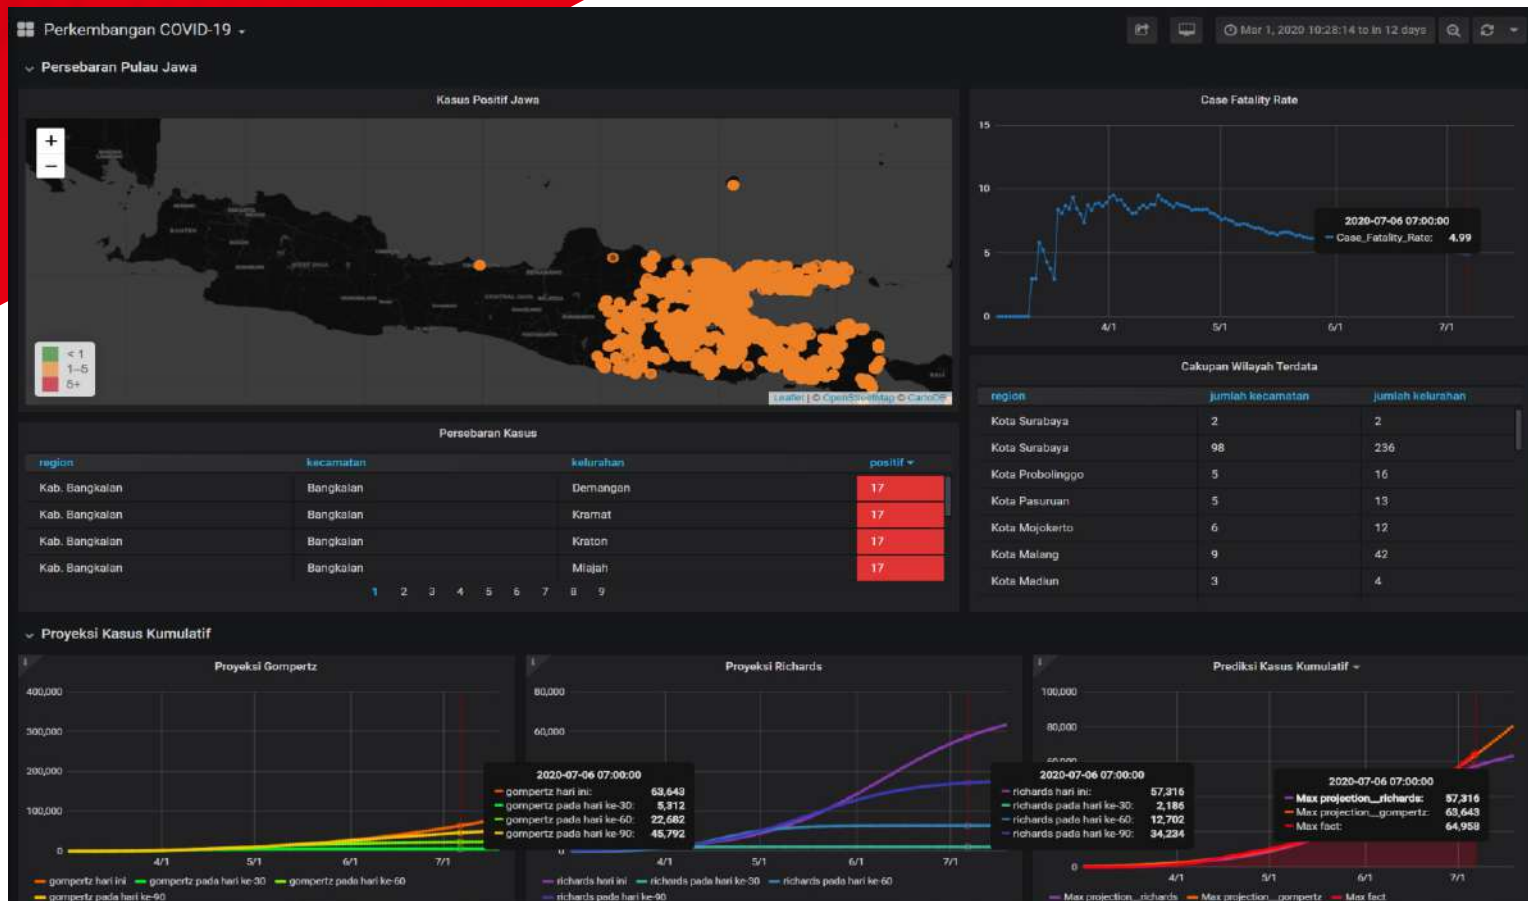 Perkembangan COVID-19
Mar 1, 2020 10:28:14 to in 12 days
Persebaran Pulau Jawa
Kasus Positif Jawa
+
−
< 1
1–5
5+
Leaflet | © OpenStreetMap © CartoDB
Case Fatality Rate
15
10
5
0
4/1 5/1 6/1 7/1
2020-07-06 07:00:00
Case_Fatality_Rate: 4.99
Persebaran Kasus
region kecamatan kelurahan positif
Kab. Bangkalan Bangkalan Demangan 17
Kab. Bangkalan Bangkalan Kramat 17
Kab. Bangkalan Bangkalan Kraton 17
Kab. Bangkalan Bangkalan Mlajah 17
1 2 3 4 5 6 7 8 9
Cakupan Wilayah Terdata
region jumlah kecamatan jumlah kelurahan
Kota Surabaya 2 2
Kota Surabaya 98 236
Kota Probolinggo 5 16
Kota Pasuruan 5 13
Kota Mojokerto 6 12
Kota Malang 9 42
Kota Madiun 3 4
Proyeksi Kasus Kumulatif
Proyeksi Gompertz
400,000
300,000
200,000
100,000
0
4/1 5/1 6/1 7/1
2020-07-06 07:00:00
gompertz hari ini: 63,643
gompertz pada hari ke-30: 5,312
gompertz pada hari ke-60: 22,682
gompertz pada hari ke-90: 45,792
gompertz hari ini gompertz pada hari ke-30 gompertz pada hari ke-60
gompertz pada hari ke-90
Proyeksi Richards
80,000
60,000
0
4/1 5/1 6/1 7/1
2020-07-06 07:00:00
richards hari ini: 57,316
richards pada hari ke-30: 2,186
richards pada hari ke-60: 12,702
richards pada hari ke-90: 34,234
richards hari ini richards pada hari ke-30 richards pada hari ke-60
richards pada hari ke-90
Prediksi Kasus Kumulatif
100,000
80,000
60,000
0
4/1 5/1 6/1 7/1
2020-07-06 07:00:00
Max projection__richards: 57,316
Max projection__gompertz: 63,643
Max fact: 64,958
Max projection__richards Max projection__gompertz Max fact